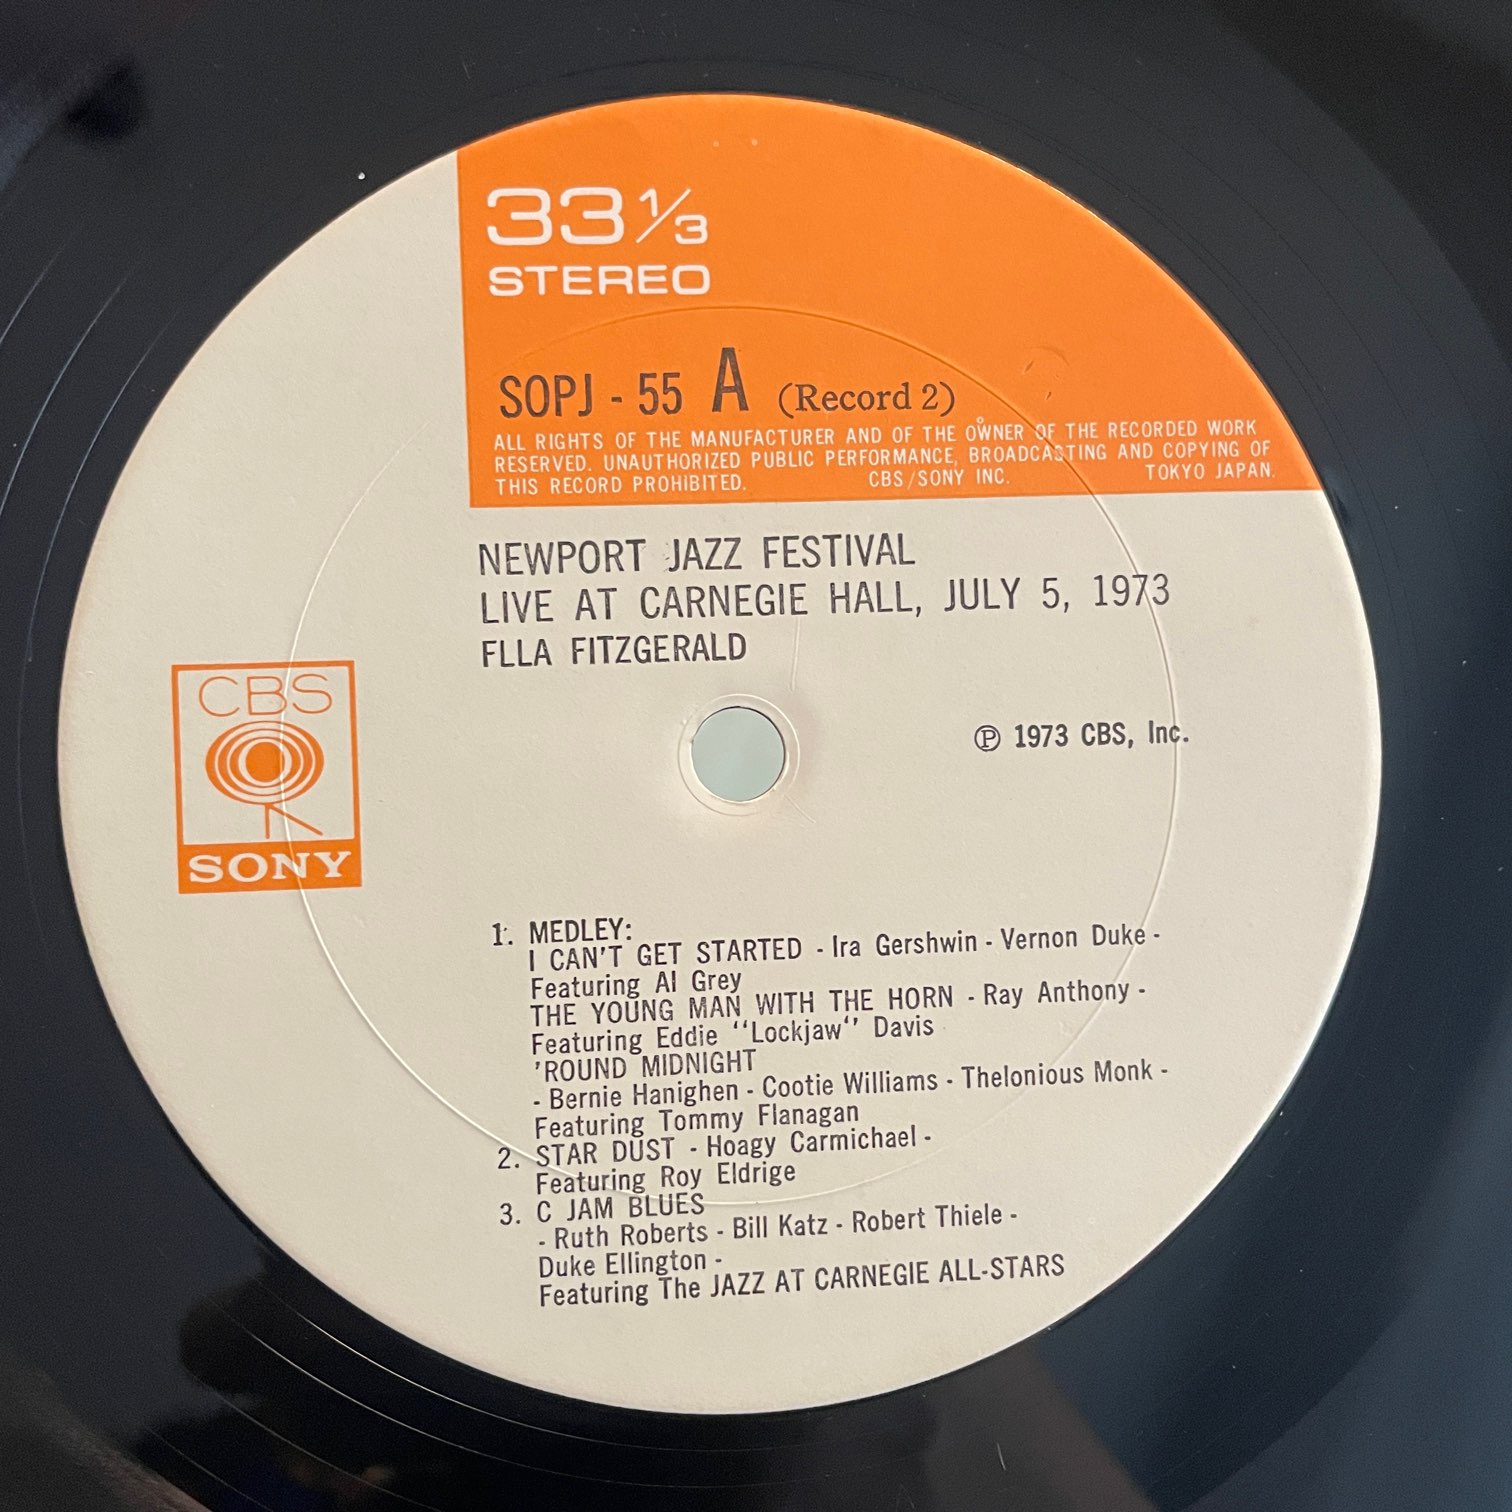 33 1/3
STEREO
SOPJ - 55 A (Record 2)
ALL RIGHTS OF THE MANUFACTURER AND OF THE OWNER OF THE RECORDED WORK
RESERVED. UNAUTHORIZED PUBLIC PERFORMANCE, BROADCASTING AND COPYING OF
THIS RECORD PROHIBITED. CBS/SONY INC. TOKYO JAPAN.
NEWPORT JAZZ FESTIVAL
LIVE AT CARNEGIE HALL, JULY 5, 1973
FLLA FITZGERALD
CBS
SONY
℗ 1973 CBS, Inc.
1. MEDLEY:
I CAN'T GET STARTED - Ira Gershwin - Vernon Duke -
Featuring Al Grey
THE YOUNG MAN WITH THE HORN - Ray Anthony -
Featuring Eddie "Lockjaw" Davis
'ROUND MIDNIGHT
- Bernie Hanighen - Cootie Williams - Thelonious Monk -
Featuring Tommy Flanagan
2. STAR DUST - Hoagy Carmichael -
Featuring Roy Eldrige
3. C JAM BLUES
- Ruth Roberts - Bill Katz - Robert Thiele -
Duke Ellington -
Featuring The JAZZ AT CARNEGIE ALL-STARS